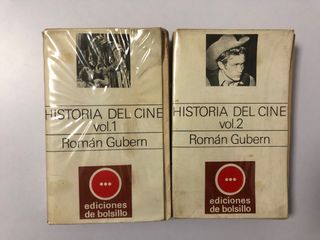 HISTORIA DEL CINE
vol.1
Román Gubern
ediciones
de bolsillo
HISTORIA DEL CINE
vol.2
Román Gubern
ediciones
de bolsillo